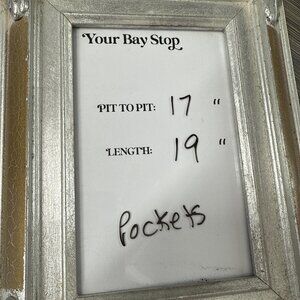 Your Bay Stop
PIT TO PIT: 17 "
LENGTH: 19 "
Pockets